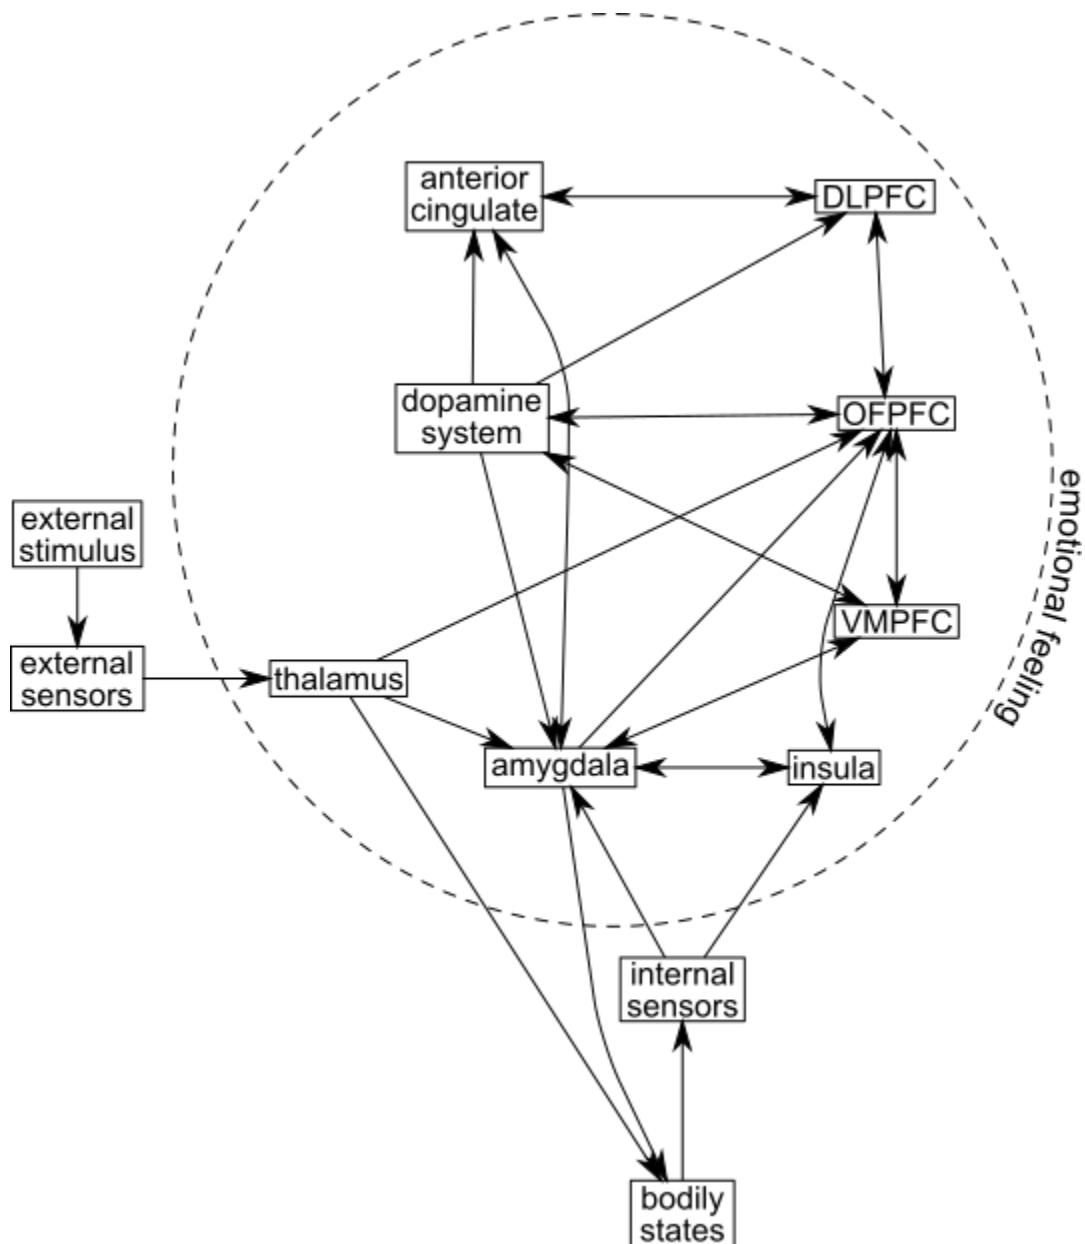 anterior
cingulate
DLPFC
dopamine
system
OFPFC
emotional feeling
external
stimulus
VMPFC
external
sensors
thalamus
amygdala
insula
internal
sensors
bodily
states